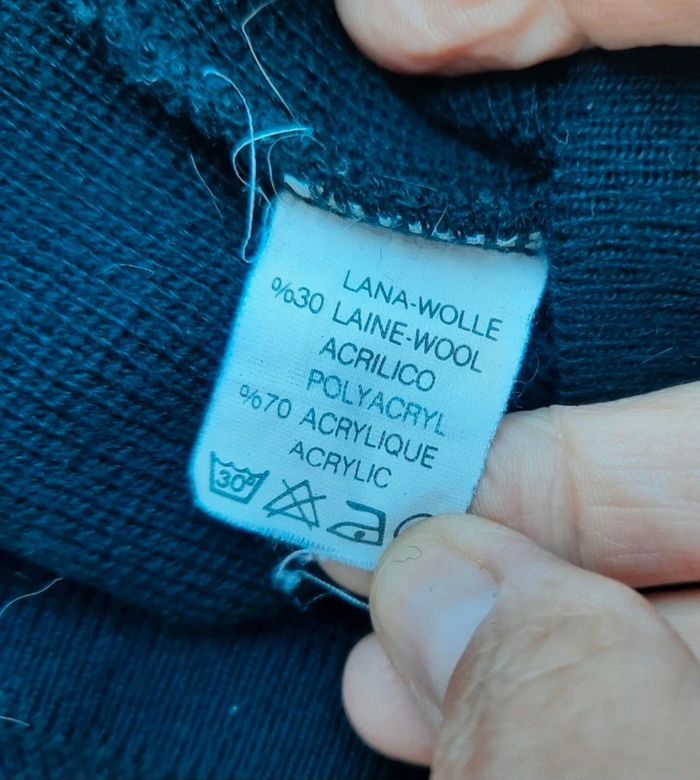 LANA-WOLLE
%30 LAINE-WOOL
ACRILICO
POLYACRYL
%70 ACRYLIQUE
ACRYLIC
30°